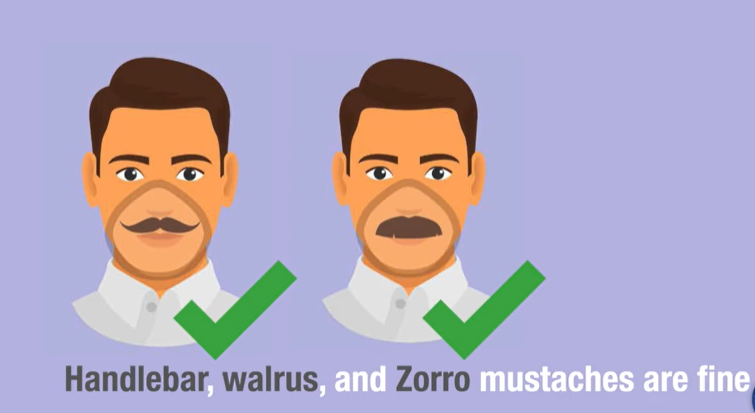 Handlebar, walrus, and Zorro mustaches are fine